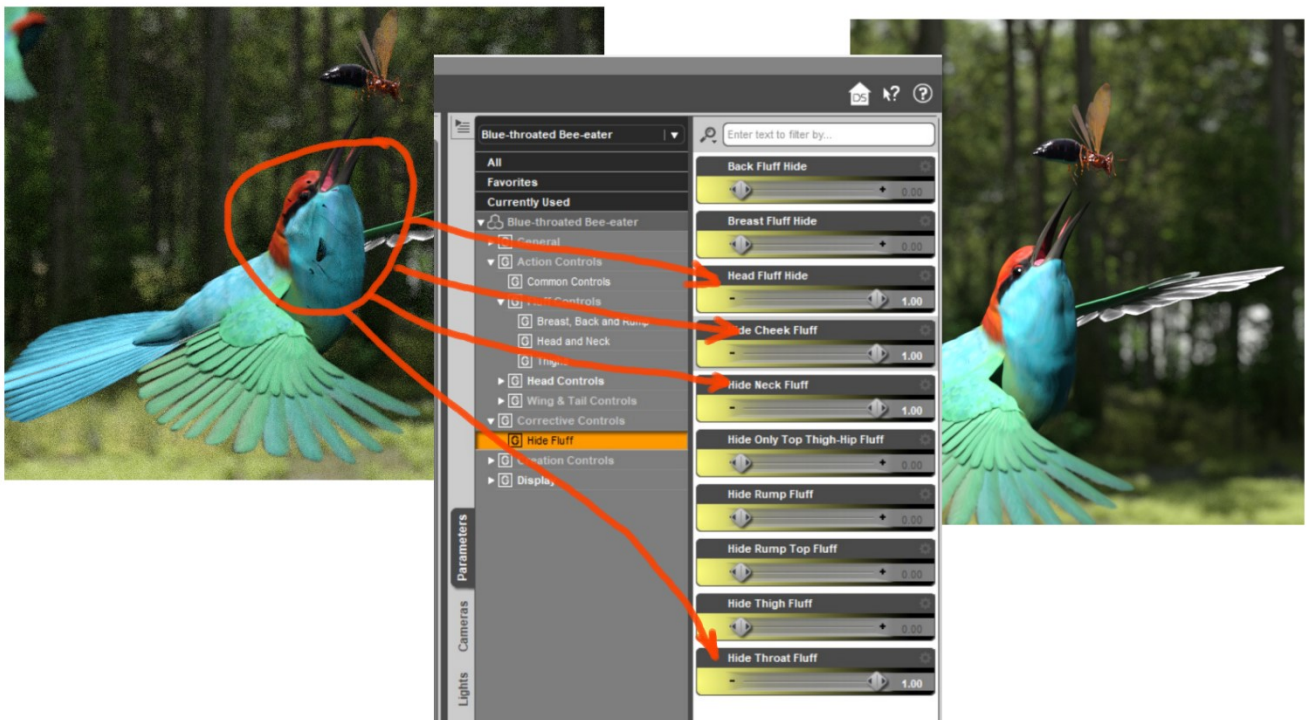 DS
?
?
Blue-throated Bee-eater
Enter text to filter by...
All
Favorites
Currently Used
Blue-throated Bee-eater
G General
G Action Controls
G Common Controls
G Fluff Controls
G Breast, Back and Rump
G Head and Neck
G Thigh
G Head Controls
G Wing & Tail Controls
G Corrective Controls
G Hide Fluff
G Creation Controls
G Display
Back Fluff Hide
0.00
Breast Fluff Hide
0.00
Head Fluff Hide
1.00
Hide Cheek Fluff
1.00
Hide Neck Fluff
1.00
Hide Only Top Thigh-Hip Fluff
0.00
Hide Rump Fluff
0.00
Hide Rump Top Fluff
0.00
Hide Thigh Fluff
0.00
Hide Throat Fluff
1.00
Parameters
Cameras
Lights